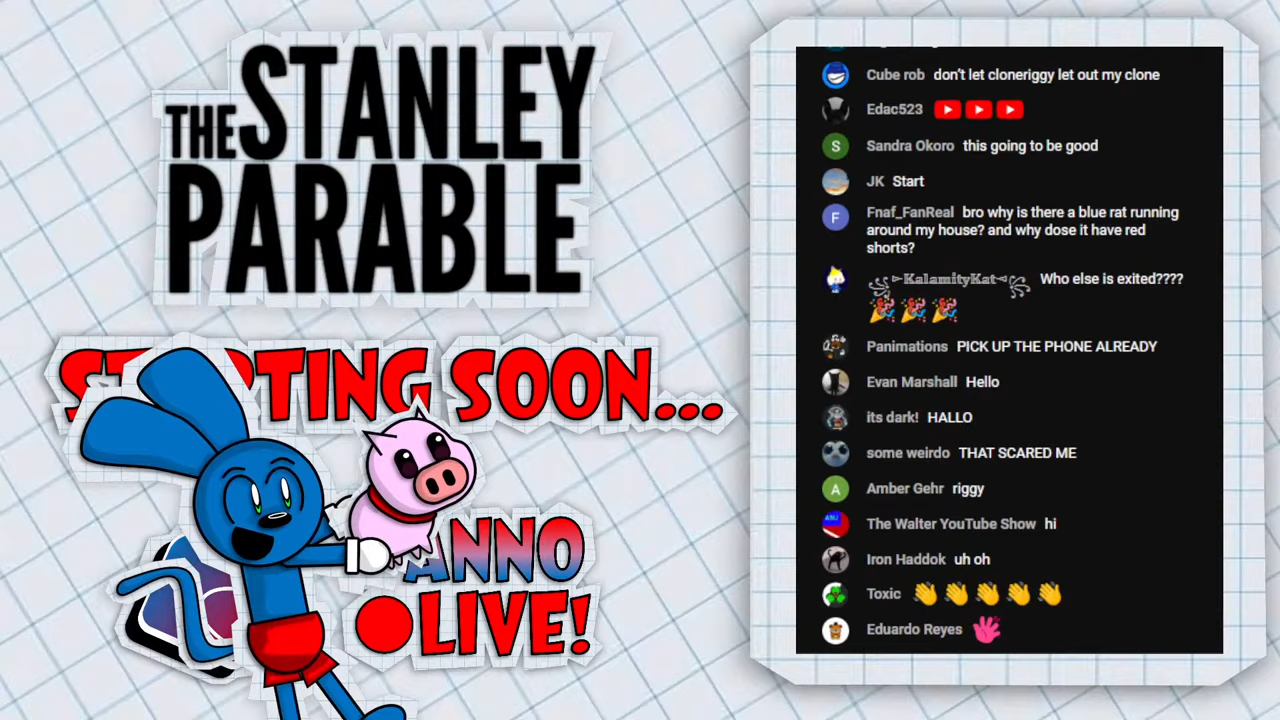 THE STANLEY
PARABLE
STARTING SOON...
ANNO
LIVE!
Cube rob don't let cloneriggy let out my clone
Edac523
S Sandra Okoro this going to be good
JK Start
F Fnaf_FanReal bro why is there a blue rat running
around my house? and why dose it have red
shorts?
꧁▻𝕂𝕒𝕝𝕒𝕞𝕚𝕥𝕪𝕂𝕒𝕥◅꧂ Who else is exited????
🎉 🎉 🎉
Panimations PICK UP THE PHONE ALREADY
Evan Marshall Hello
its dark! HALLO
some weirdo THAT SCARED ME
A Amber Gehr riggy
The Walter YouTube Show hi
Iron Haddok uh oh
Toxic 👏 👏 👏 👏 👏
Eduardo Reyes